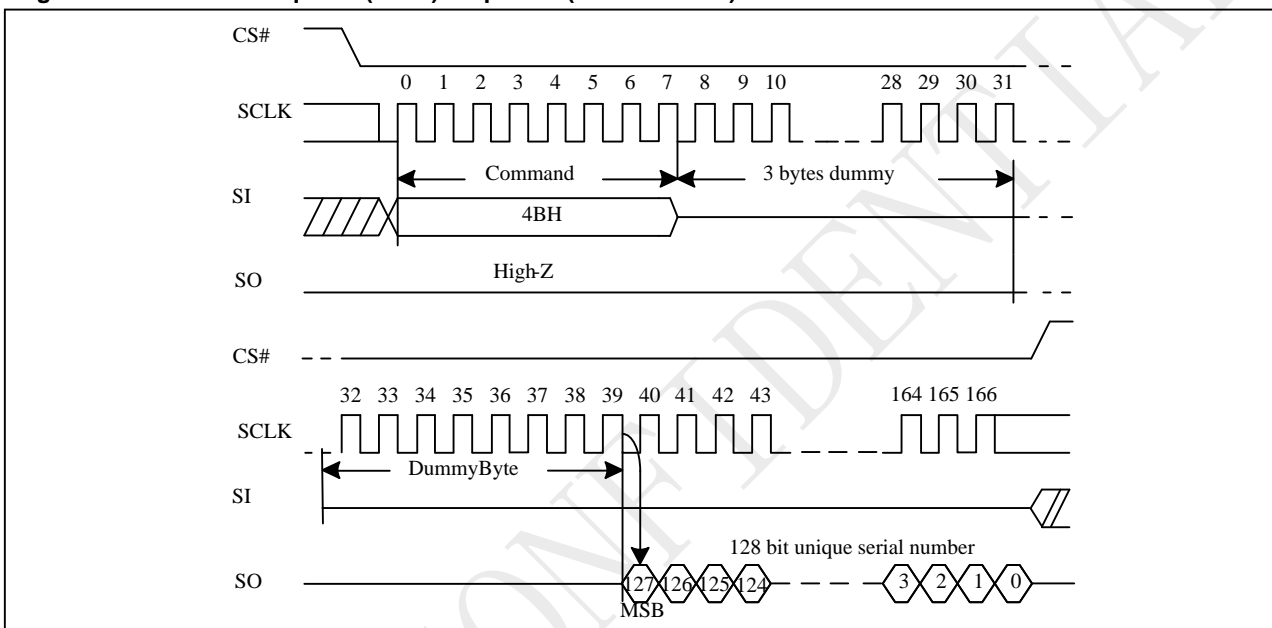 CS#
0 1 2 3 4 5 6 7 8 9 10 28 29 30 31
SCLK
Command 3 bytes dummy
SI
4BH
High-Z
SO
CS#
32 33 34 35 36 37 38 39 40 41 42 43 164 165 166
SCLK
DummyByte
SI
128 bit unique serial number
SO 127 126 125 124 3 2 1 0
MSB
CONFIDENTIAL